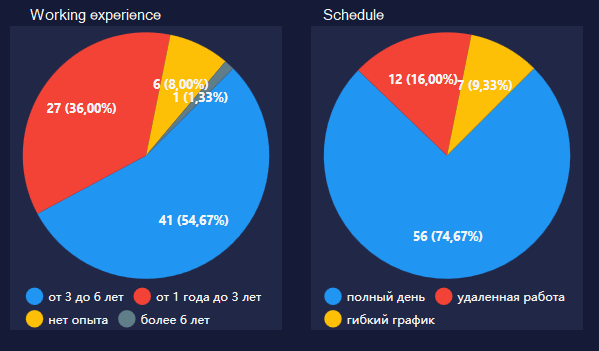 Working experience
6 (8,00%)
1 (1,33%)
27 (36,00%)
41 (54,67%)
от 3 до 6 лет
от 1 года до 3 лет
нет опыта
более 6 лет
Schedule
12 (16,00%)
7 (9,33%)
56 (74,67%)
полный день
удаленная работа
гибкий график